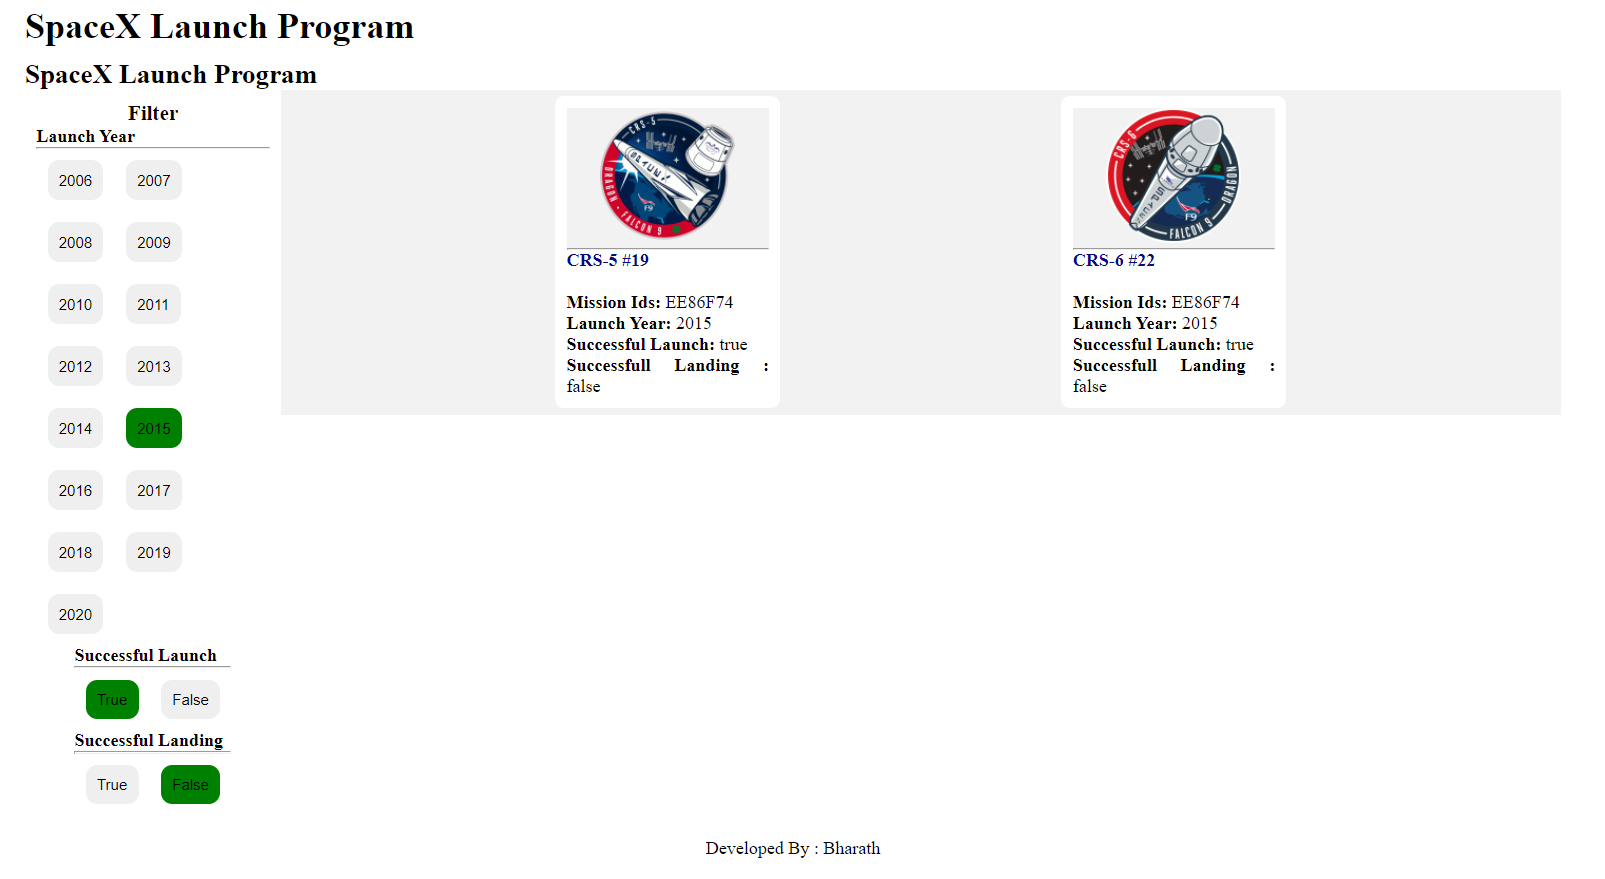 SpaceX Launch Program
SpaceX Launch Program
Filter
Launch Year
2006 2007
2008 2009
2010 2011
2012 2013
2014 2015
2016 2017
2018 2019
2020
Successful Launch
True False
Successful Landing
True False
CRS-5
DRAGON • FALCON 9
F9
CRS-5 #19
Mission Ids: EE86F74
Launch Year: 2015
Successful Launch: true
Successfull Landing :
false
CRS-6
DRAGON
FALCON 9
F9
CRS-6 #22
Mission Ids: EE86F74
Launch Year: 2015
Successful Launch: true
Successfull Landing :
false
Developed By : Bharath